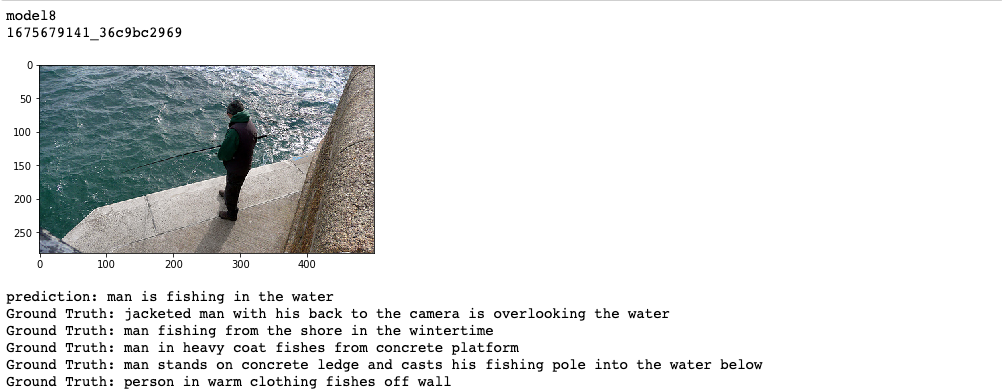 model8
1675679141_36c9bc2969
0
50
100
150
200
250
0 100 200 300 400
prediction: man is fishing in the water
Ground Truth: jacketed man with his back to the camera is overlooking the water
Ground Truth: man fishing from the shore in the wintertime
Ground Truth: man in heavy coat fishes from concrete platform
Ground Truth: man stands on concrete ledge and casts his fishing pole into the water below
Ground Truth: person in warm clothing fishes off wall